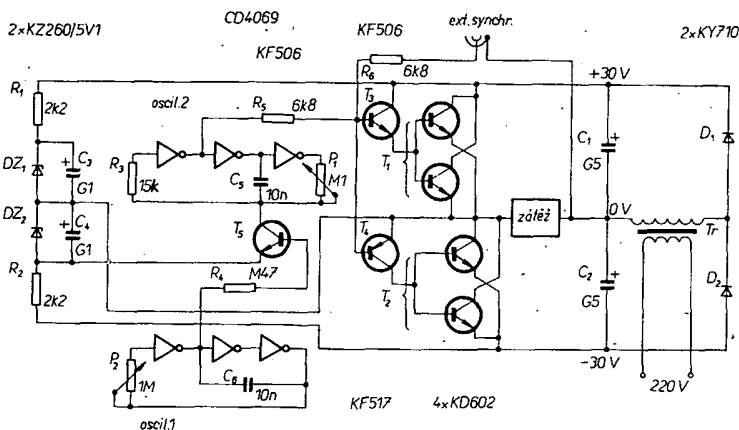 2×KZ260/5V1
CD4069
KF506
KF506
ext. synchr.
2×KY710
R₁
2k2
oscil.2
R₅
6k8
R₆
6k8
T₃
+30 V
C₁
G5
D₁
DZ₁
C₃
G1
R₃
15k
C₅
10n
P₁
M1
T₁
DZ₂
C₄
G1
T₅
T₄
zátěž
0 V
Tr
R₂
2k2
R₄
M47
T₂
C₂
G5
D₂
P₂
1M
C₆
10n
-30 V
220 V
KF517
4×KD602
oscil.1